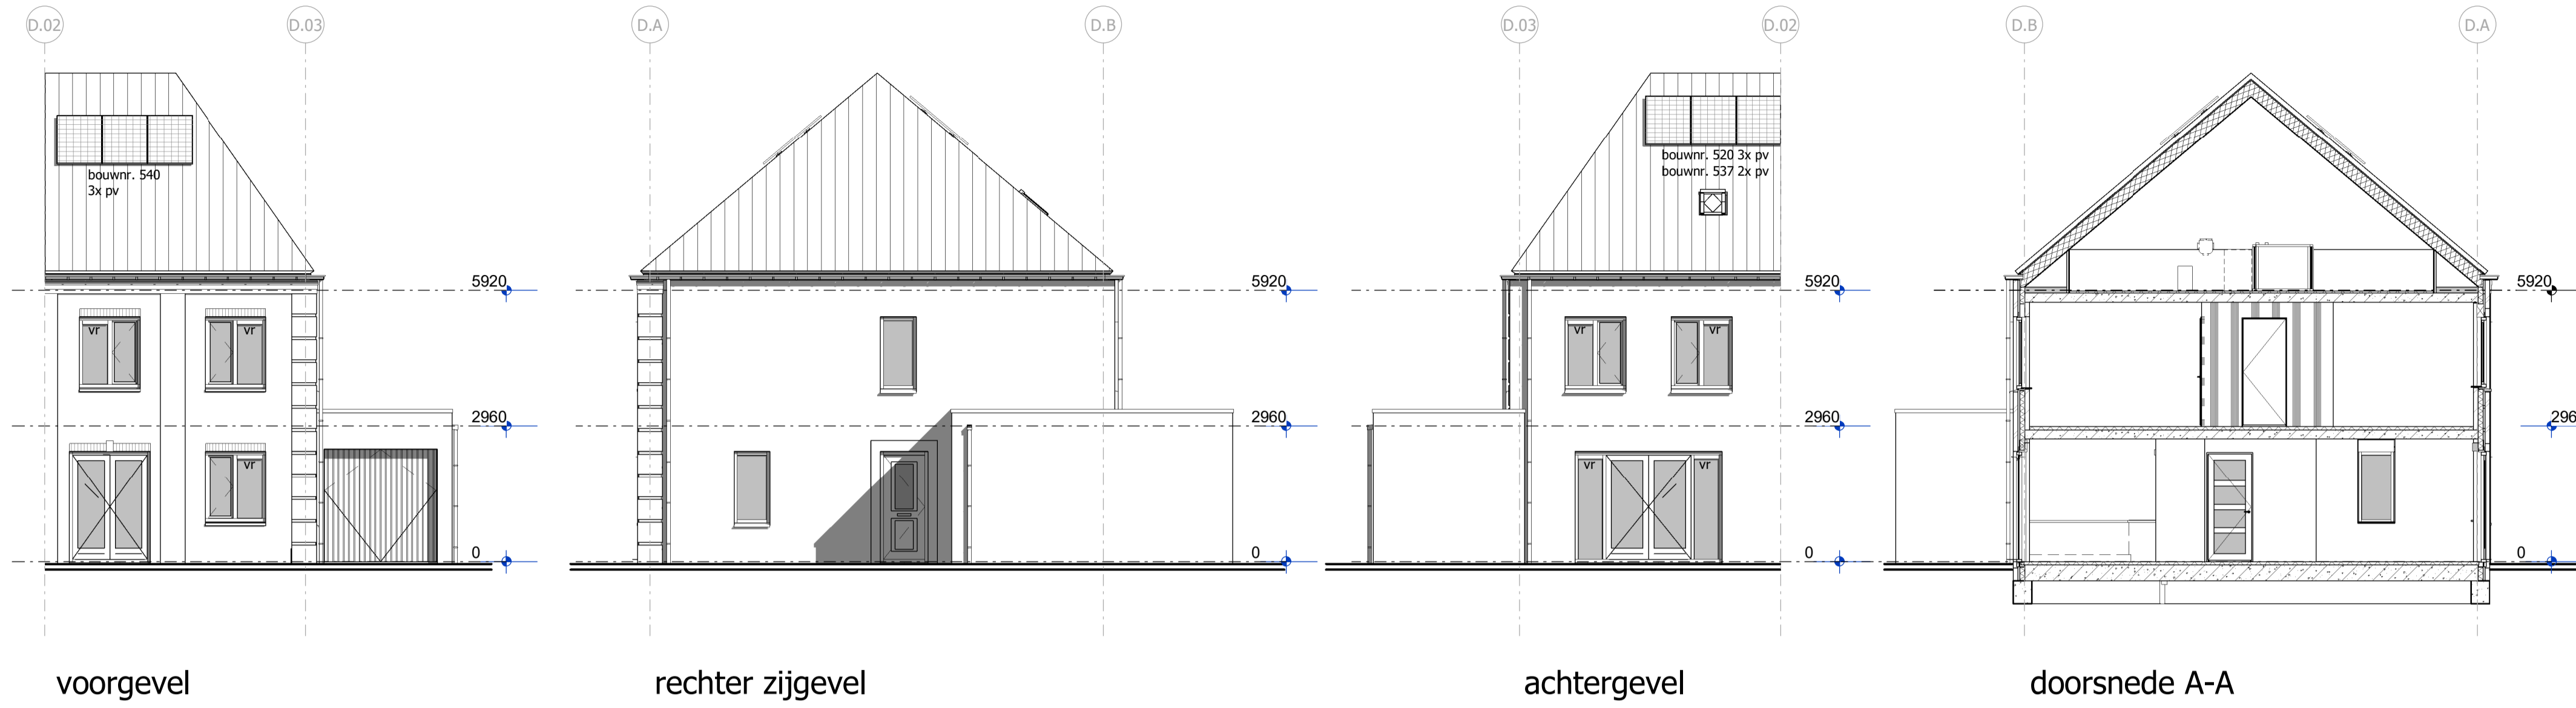 D.02 D.03 D.A D.B D.03 D.02 D.B D.A
bouwnr. 540
3x pv
bouwnr. 520 3x pv
bouwnr. 537 2x pv
5920 5920 5920 5920
vr vr vr vr
2960 2960 2960 296
vr vr vr
0 0 0 0
voorgevel rechter zijgevel achtergevel doorsnede A-A